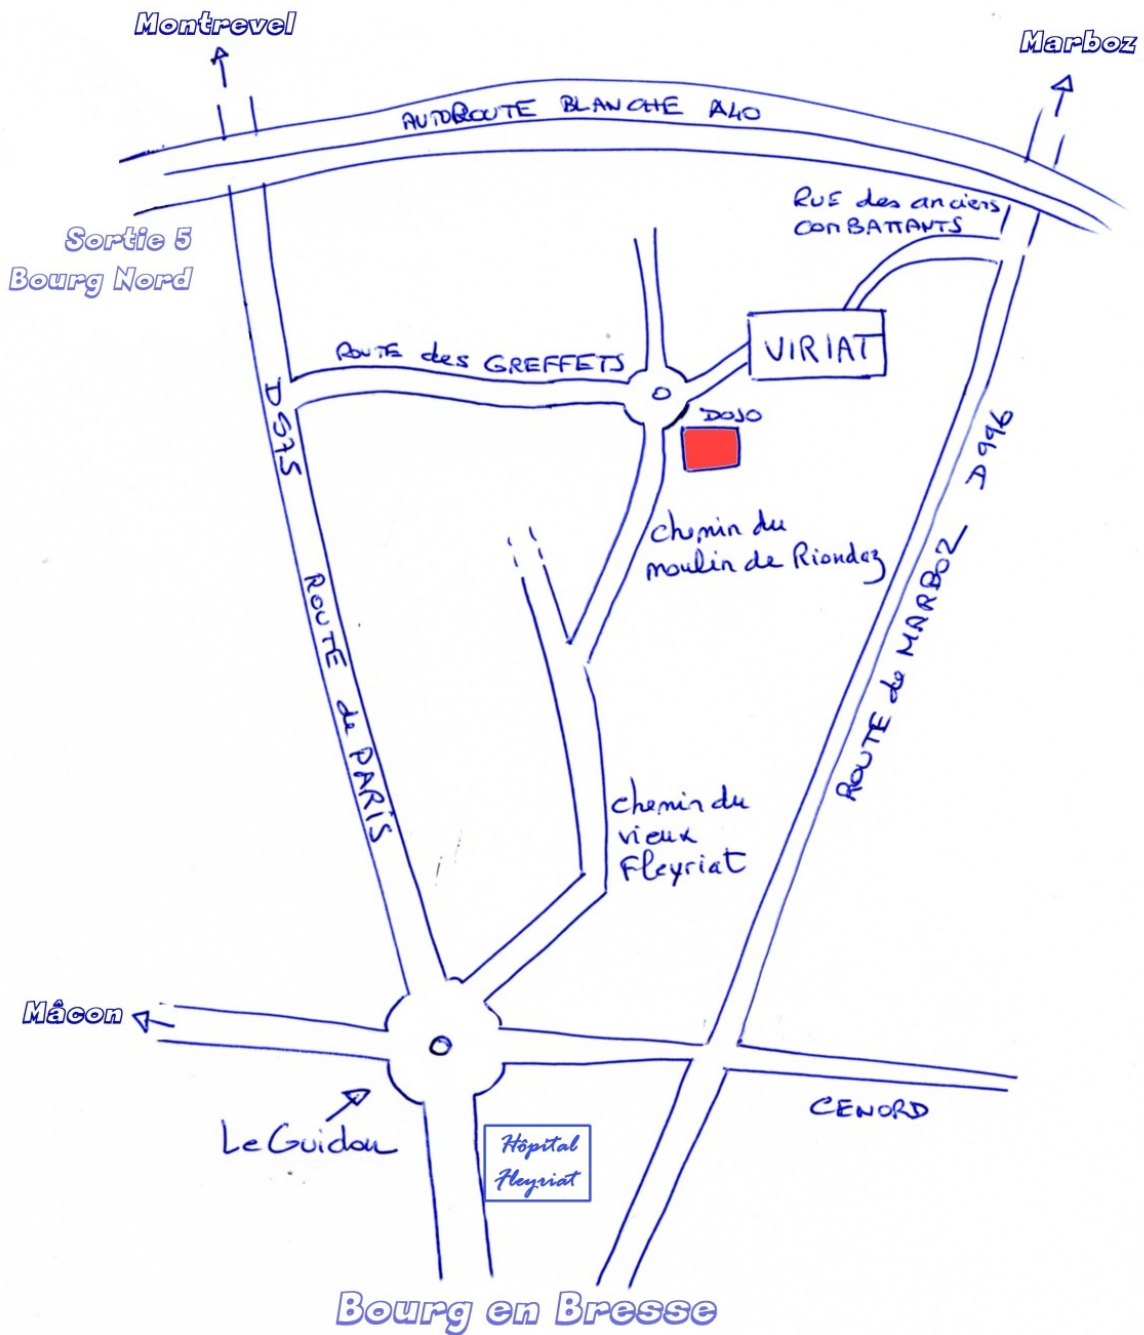 Montrevel
Marboz
AUTOROUTE BLANCHE A40
RUE des anciens
COMBATTANTS
Sortie 5
Bourg Nord
VIRIAT
ROUTE des GREFFETS
DOJO
D975
D996
chemin du
moulin de Riondaz
ROUTE de PARIS
ROUTE de MARBOZ
chemin du
vieux
Fleyriat
Mâcon
CENORD
Le Guidon
Hôpital
Fleyriat
Bourg en Bresse